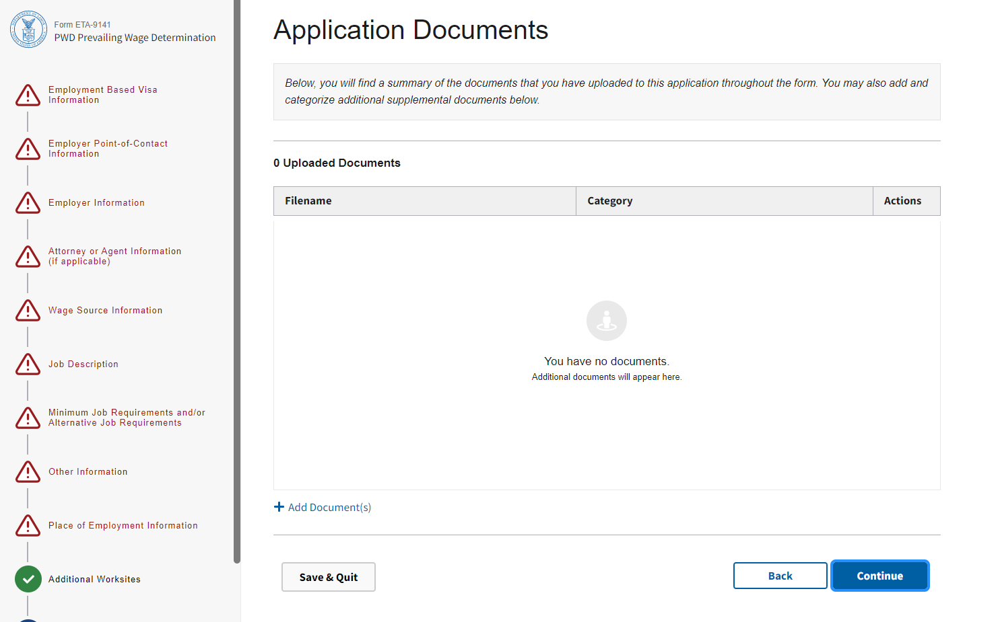 Form ETA-9141
PWD Prevailing Wage Determination
Employment Based Visa
Information
Employer Point-of-Contact
Information
Employer Information
Attorney or Agent Information
(if applicable)
Wage Source Information
Job Description
Minimum Job Requirements and/or
Alternative Job Requirements
Other Information
Place of Employment Information
Additional Worksites
Application Documents
Below, you will find a summary of the documents that you have uploaded to this application throughout the form. You may also add and
categorize additional supplemental documents below.
0 Uploaded Documents
Filename Category Actions
You have no documents.
Additional documents will appear here.
Add Document(s)
Save & Quit Back Continue